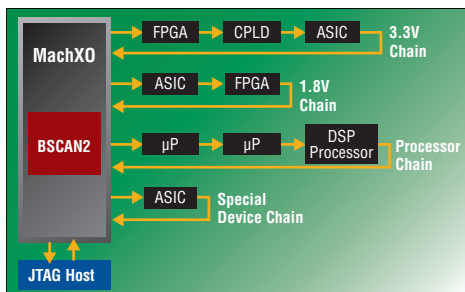 MachXO
BSCAN2
FPGA
CPLD
ASIC
3.3V
Chain
ASIC
FPGA
1.8V
Chain
µP
µP
DSP
Processor
Processor
Chain
ASIC
Special
Device Chain
JTAG Host